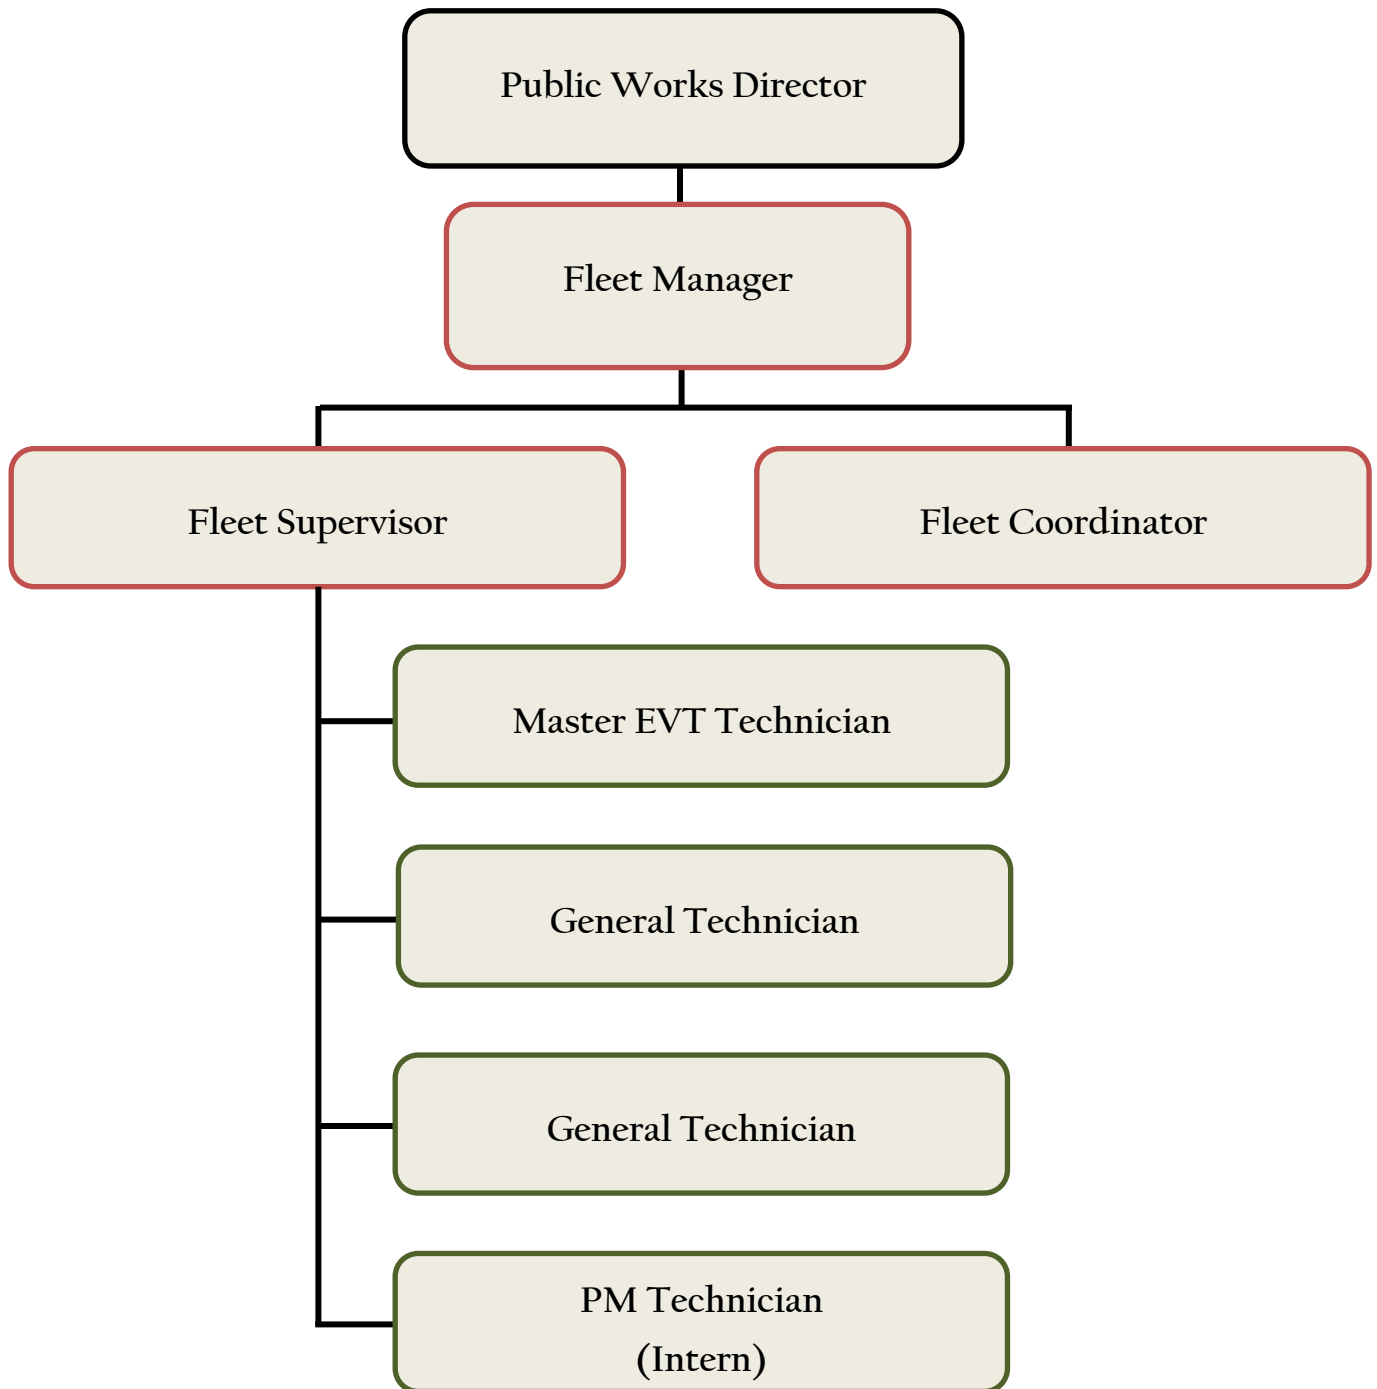 Public Works Director
Fleet Manager
Fleet Supervisor
Fleet Coordinator
Master EVT Technician
General Technician
General Technician
PM Technician
(Intern)